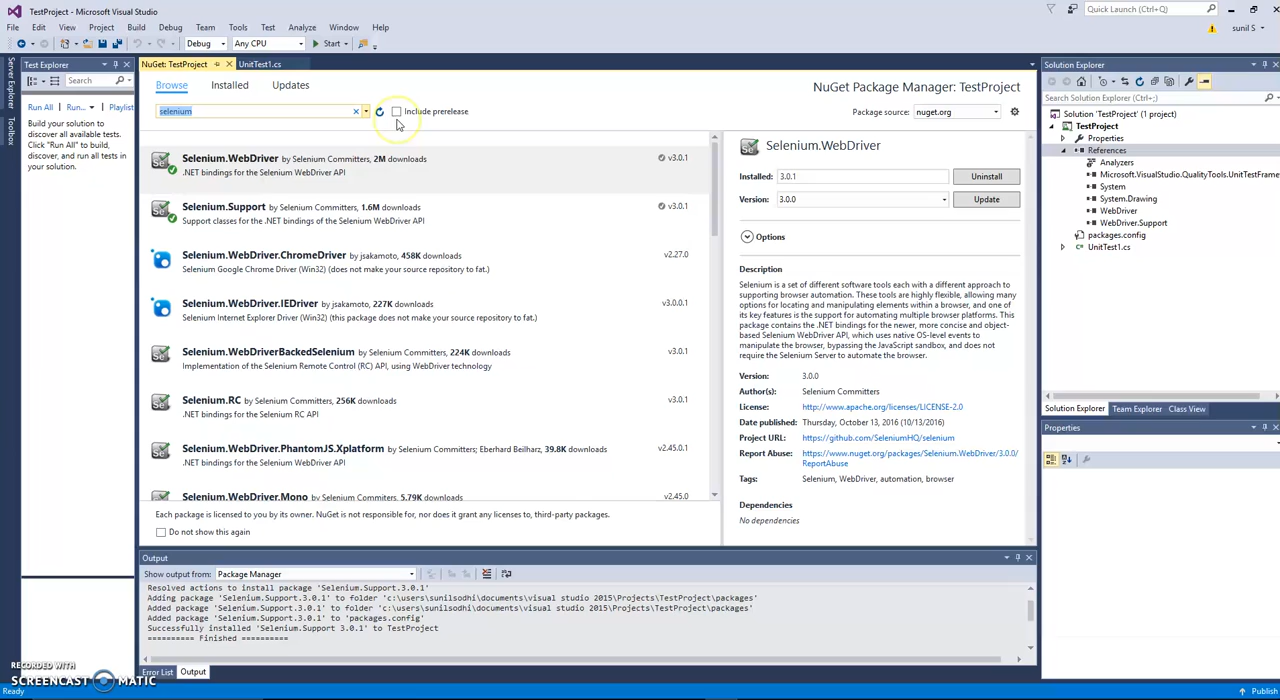 TestProject - Microsoft Visual Studio
Quick Launch (Ctrl+Q)
File Edit View Project Build Debug Team Tools Test Analyze Window Help
sunil S
Debug Any CPU Start
Server Explorer
Toolbox
Test Explorer
Search
Run All Run... Playlist
Build your solution to
discover all available tests.
Click "Run All" to build,
discover, and run all tests in
your solution.
NuGet: TestProject UnitTest1.cs
Browse Installed Updates
NuGet Package Manager: TestProject
selenium
Include prerelease
Package source: nuget.org
Selenium.WebDriver by Selenium Committers, 2M downloads v3.0.1
.NET bindings for the Selenium WebDriver API
Selenium.Support by Selenium Committers, 1.6M downloads v3.0.1
Support classes for the .NET bindings of the Selenium WebDriver API
Selenium.WebDriver.ChromeDriver by jsakamoto, 458K downloads v2.27.0
Selenium Google Chrome Driver (Win32) (does not make your source repository to fat.)
Selenium.WebDriver.IEDriver by jsakamoto, 227K downloads v3.0.0.1
Selenium Internet Explorer Driver (Win32) (this package does not make your source repository to fat.)
Selenium.WebDriverBackedSelenium by Selenium Committers, 224K downloads v3.0.1
Implementation of the Selenium Remote Control (RC) API, using WebDriver technology
Selenium.RC by Selenium Committers, 256K downloads v3.0.1
.NET bindings for the Selenium RC API
Selenium.WebDriver.PhantomJS.Xplatform by Selenium Committers; Eberhard Beilharz, 39.8K downloads v2.45.0.1
.NET bindings for the Selenium WebDriver API
Selenium.WebDriver.Mono by Selenium Commiters, 5.79K downloads v2.45.0
Each package is licensed to you by its owner. NuGet is not responsible for, nor does it grant any licenses to, third-party packages.
Do not show this again
Selenium.WebDriver
Installed: 3.0.1 Uninstall
Version: 3.0.0 Update
Options
Description
Selenium is a set of different software tools each with a different approach to
supporting browser automation. These tools are highly flexible, allowing many
options for locating and manipulating elements within a browser, and one of
its key features is the support for automating multiple browser platforms.
This package contains the .NET bindings for the newer, more concise and object-
based Selenium WebDriver API, which uses native OS-level events to
manipulate the browser, bypassing the JavaScript sandbox, and does not
require the Selenium Server to automate the browser.
Version: 3.0.0
Author(s): Selenium Committers
License: http://www.apache.org/licenses/LICENSE-2.0
Date published: Thursday, October 13, 2016 (10/13/2016)
Project URL: https://github.com/SeleniumHQ/selenium
Report Abuse: https://www.nuget.org/packages/Selenium.WebDriver/3.0.0/
ReportAbuse
Tags: Selenium, WebDriver, automation, browser
Dependencies
No dependencies
Output
Show output from: Package Manager
Resolved actions to install package 'Selenium.Support.3.0.1'
Adding package 'Selenium.Support.3.0.1' to folder 'c:\users\sunilsodhi\documents\visual studio 2015\Projects\TestProject\packages'
Added package 'Selenium.Support.3.0.1' to folder 'c:\users\sunilsodhi\documents\visual studio 2015\Projects\TestProject\packages'
Added package 'Selenium.Support.3.0.1' to 'packages.config'
Successfully installed 'Selenium.Support 3.0.1' to TestProject
========== Finished ==========
Error List Output
Solution Explorer
Search Solution Explorer (Ctrl+;)
Solution 'TestProject' (1 project)
TestProject
Properties
References
Analyzers
Microsoft.VisualStudio.QualityTools.UnitTestFrame
System
System.Drawing
WebDriver
WebDriver.Support
packages.config
UnitTest1.cs
Solution Explorer Team Explorer Class View
Properties
RECORDED WITH
SCREENCAST MATIC
Ready
Publish